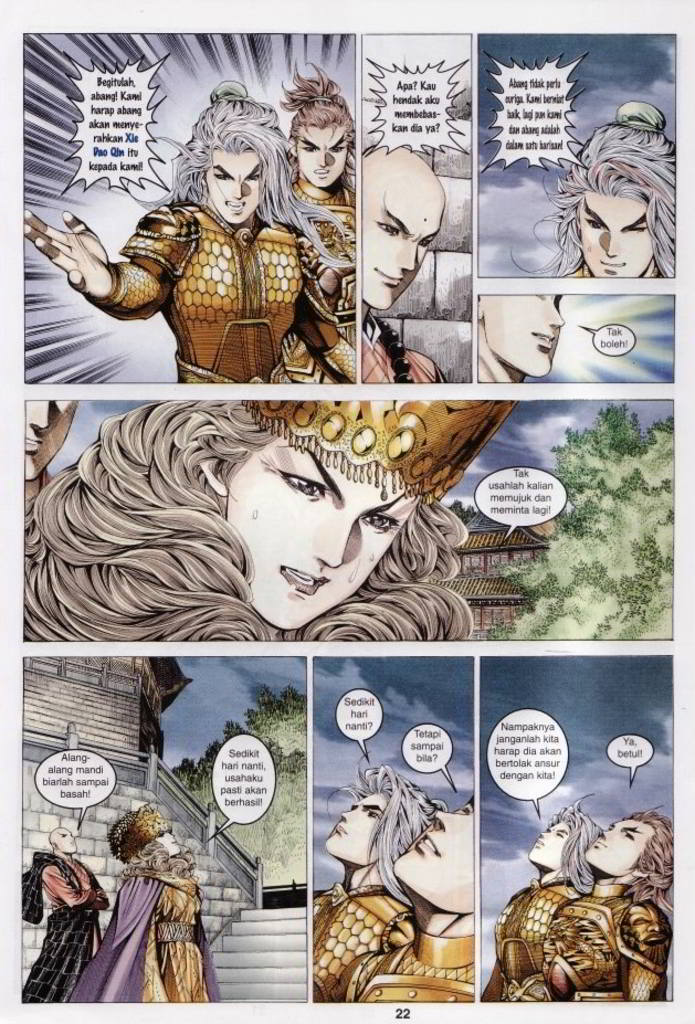 Begitulah,
abang! Kami
harap abang
akan menye-
rahkan Xie
Dao Qin itu
kepada kami!
Apa? Kau
hendak aku
membebas-
kan dia ya?
Abang tidak perlu
curiga. Kami berniat
baik, lagi pun kami
dan abang adalah
dalam satu barisan!
Tak
boleh!
Tak
usahlah kalian
memujuk dan
meminta lagi!
Alang-
alang mandi
biarlah sampai
basah!
Sedikit
hari nanti,
usahaku
pasti akan
berhasil!
Sedikit
hari
nanti?
Tetapi
sampai
bila?
Nampaknya
janganlah kita
harap dia akan
bertolak ansur
dengan kita!
Ya,
betul!
22